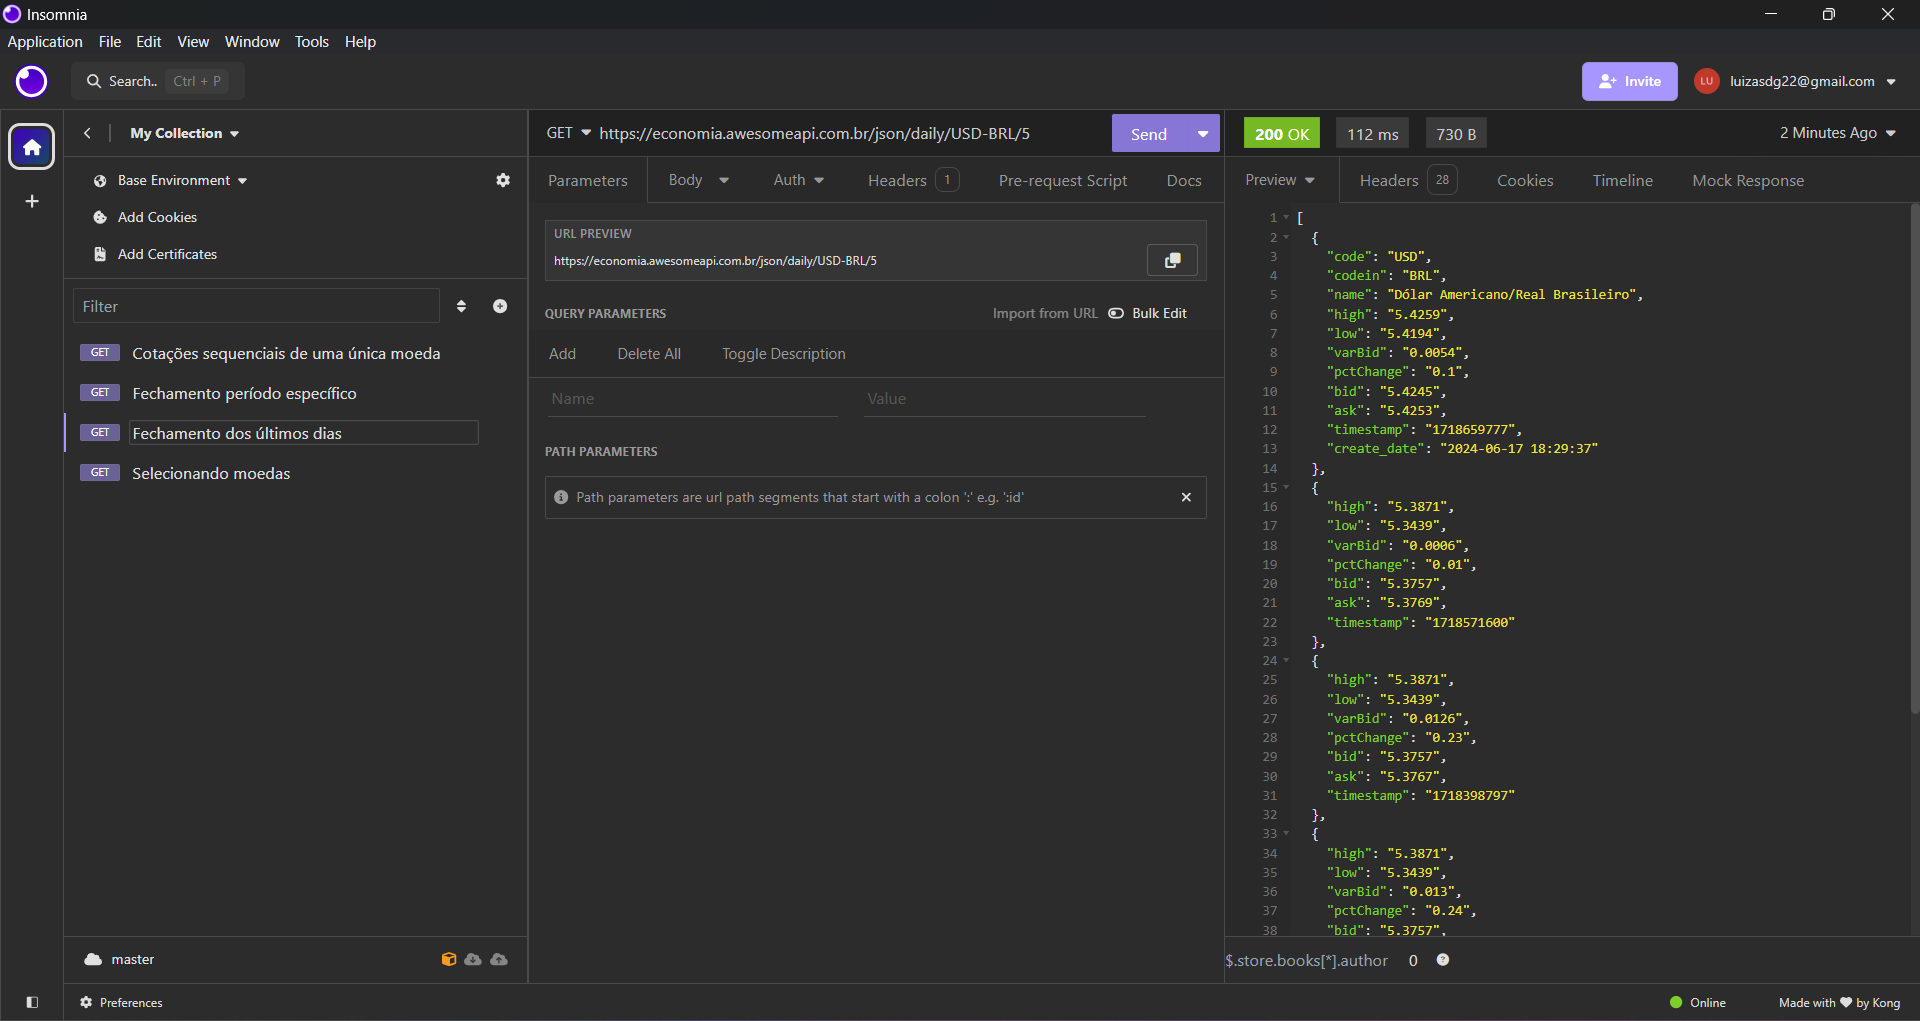 Insomnia
Application File Edit View Window Tools Help
Search.. Ctrl + P
Invite
LU luizasdg22@gmail.com
My Collection
Base Environment
Add Cookies
Add Certificates
Filter
GET Cotações sequenciais de uma única moeda
GET Fechamento período específico
GET Fechamento dos últimos dias
GET Selecionando moedas
master
Preferences
GET https://economia.awesomeapi.com.br/json/daily/USD-BRL/5
Send
Parameters Body Auth Headers 1 Pre-request Script Docs
URL PREVIEW
https://economia.awesomeapi.com.br/json/daily/USD-BRL/5
QUERY PARAMETERS Import from URL Bulk Edit
Add Delete All Toggle Description
Name Value
PATH PARAMETERS
Path parameters are url path segments that start with a colon ':' e.g. ':id'
200 OK 112 ms 730 B 2 Minutes Ago
Preview Headers 28 Cookies Timeline Mock Response
1 [
2 {
3 "code": "USD",
4 "codein": "BRL",
5 "name": "Dólar Americano/Real Brasileiro",
6 "high": "5.4259",
7 "low": "5.4194",
8 "varBid": "0.0054",
9 "pctChange": "0.1",
10 "bid": "5.4245",
11 "ask": "5.4253",
12 "timestamp": "1718659777",
13 "create_date": "2024-06-17 18:29:37"
14 },
15 {
16 "high": "5.3871",
17 "low": "5.3439",
18 "varBid": "0.0006",
19 "pctChange": "0.01",
20 "bid": "5.3757",
21 "ask": "5.3769",
22 "timestamp": "1718571600"
23 },
24 {
25 "high": "5.3871",
26 "low": "5.3439",
27 "varBid": "0.0126",
28 "pctChange": "0.23",
29 "bid": "5.3757",
30 "ask": "5.3767",
31 "timestamp": "1718398797"
32 },
33 {
34 "high": "5.3871",
35 "low": "5.3439",
36 "varBid": "0.013",
37 "pctChange": "0.24",
38 "bid": "5.3757",
$.store.books[*].author 0
Online Made with ❤ by Kong